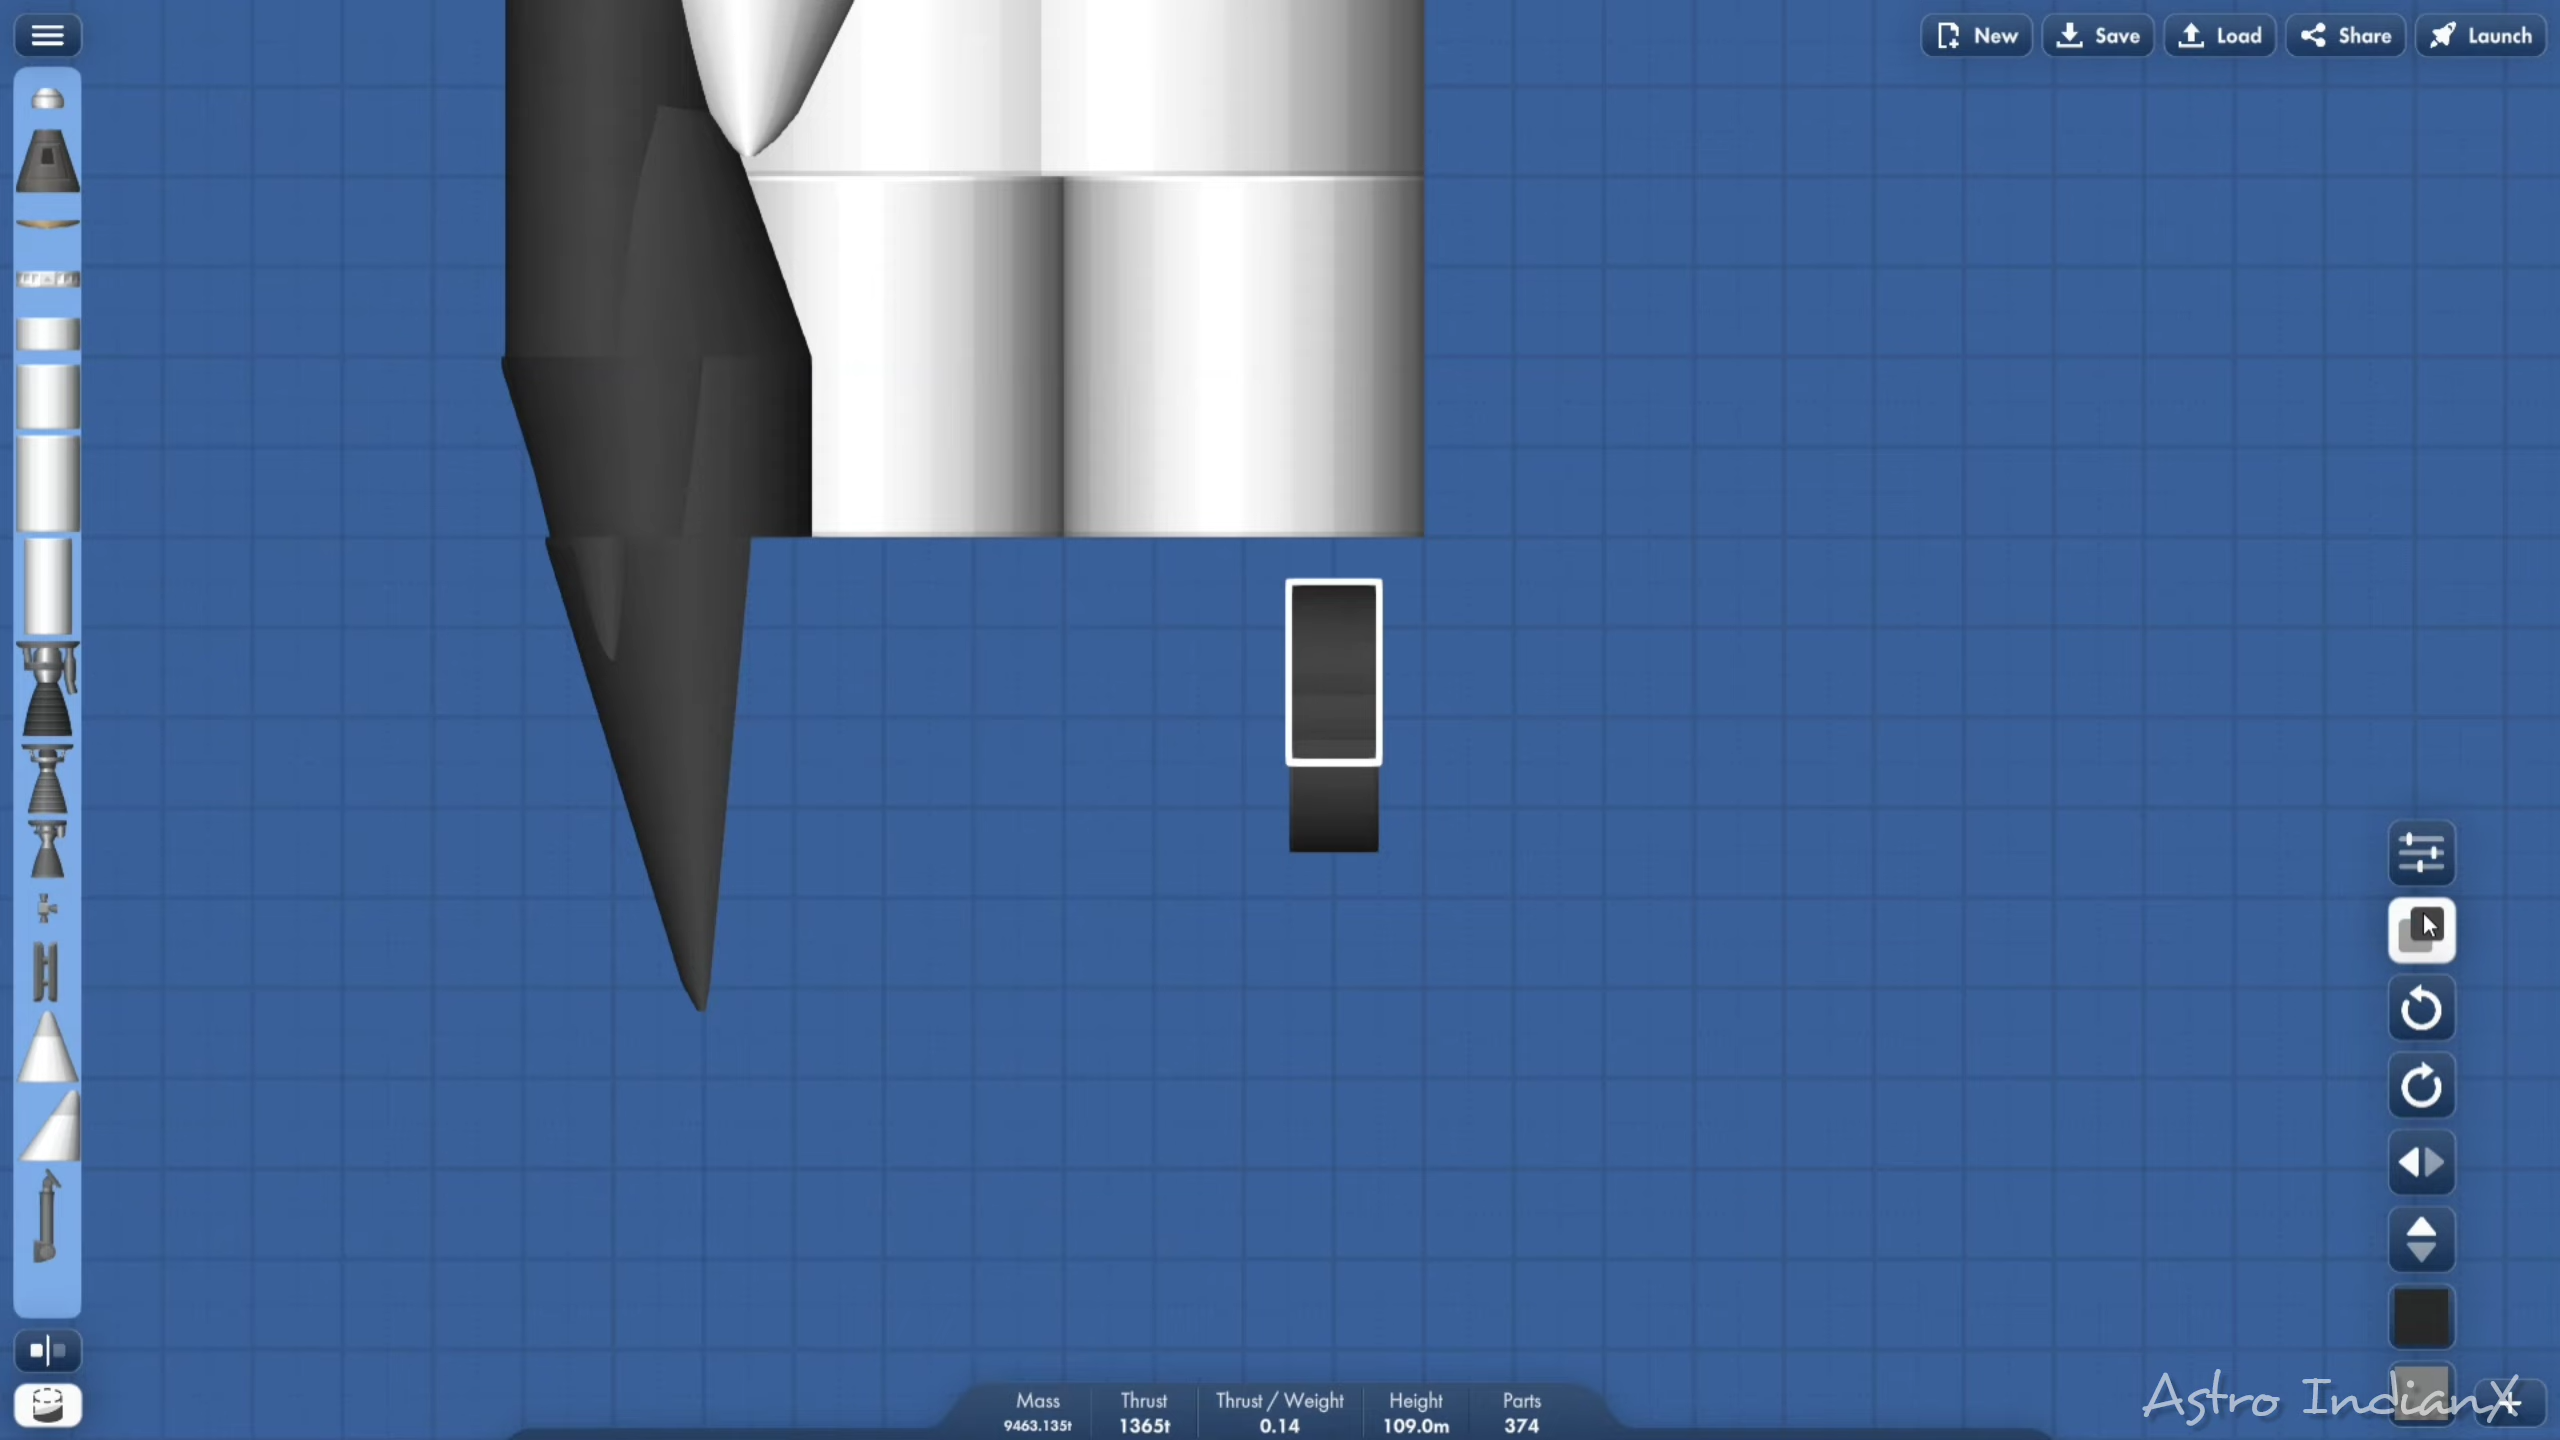 New Save Load Share Launch
Mass Thrust Thrust / Weight Height Parts
9463.135t 1365t 0.14 109.0m 374
Astro IndianX